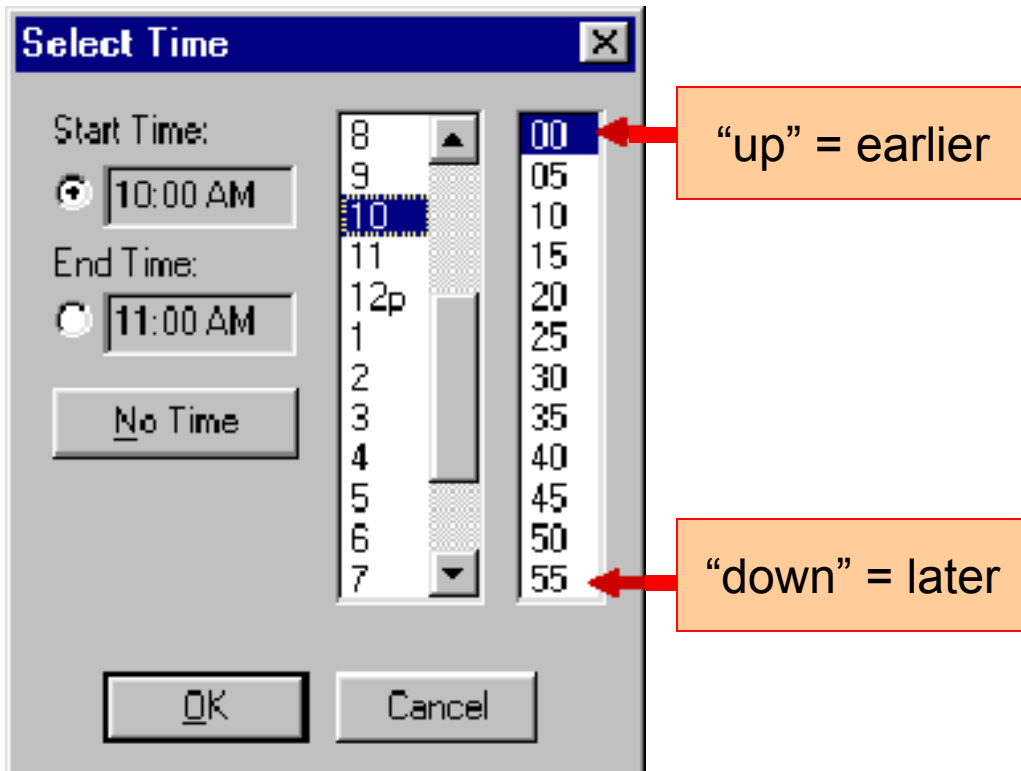 Select Time
Start Time:
10:00 AM
End Time:
11:00 AM
No Time
8
9
10
11
12p
1
2
3
4
5
6
7
00
05
10
15
20
25
30
35
40
45
50
55
“up” = earlier
“down” = later
OK
Cancel